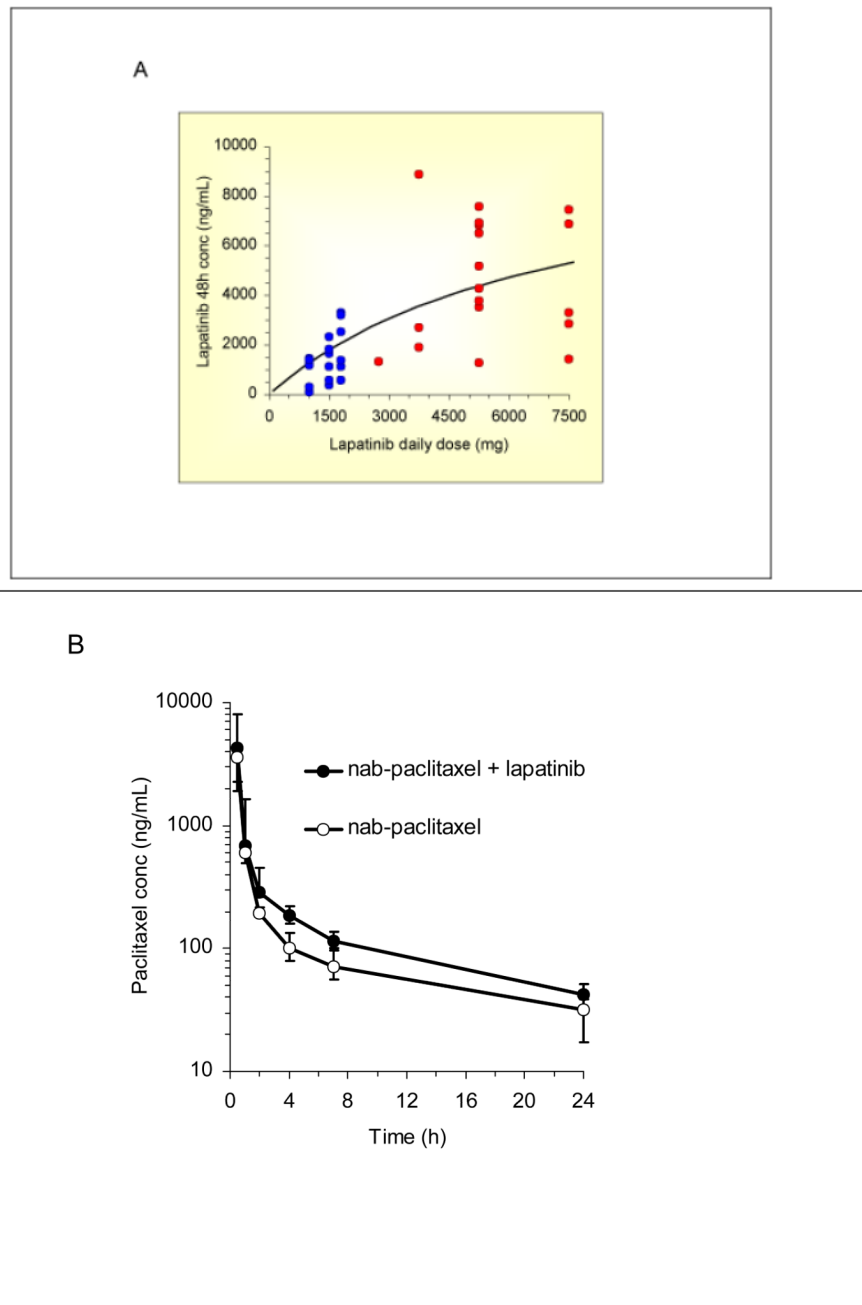 A
10000
8000
6000
4000
2000
0
Lapatinib 48h conc (ng/mL)
0 1500 3000 4500 6000 7500
Lapatinib daily dose (mg)
B
10000
1000
100
10
Paclitaxel conc (ng/mL)
nab-paclitaxel + lapatinib
nab-paclitaxel
0 4 8 12 16 20 24
Time (h)